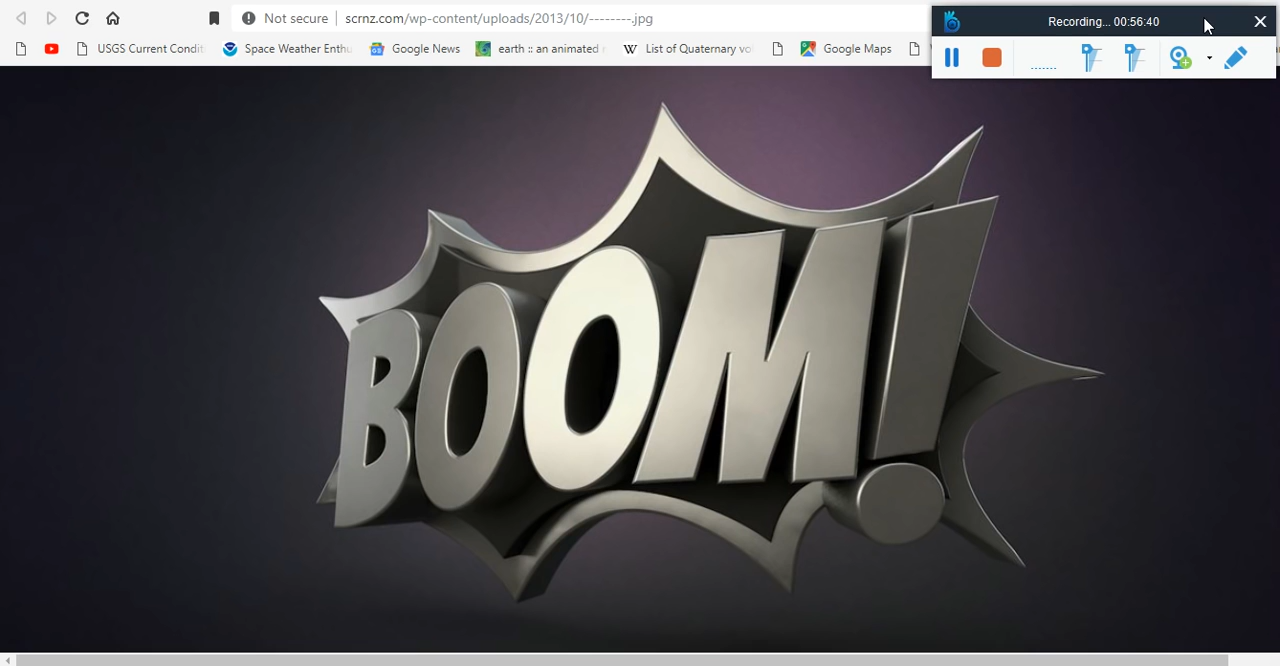 Not secure
scrnz.com/wp-content/uploads/2013/10/--------.jpg
Recording... 00:56:40
USGS Current Condit
Space Weather Enthu
Google News
earth :: an animated
W
List of Quaternary vo
Google Maps
BOOM!